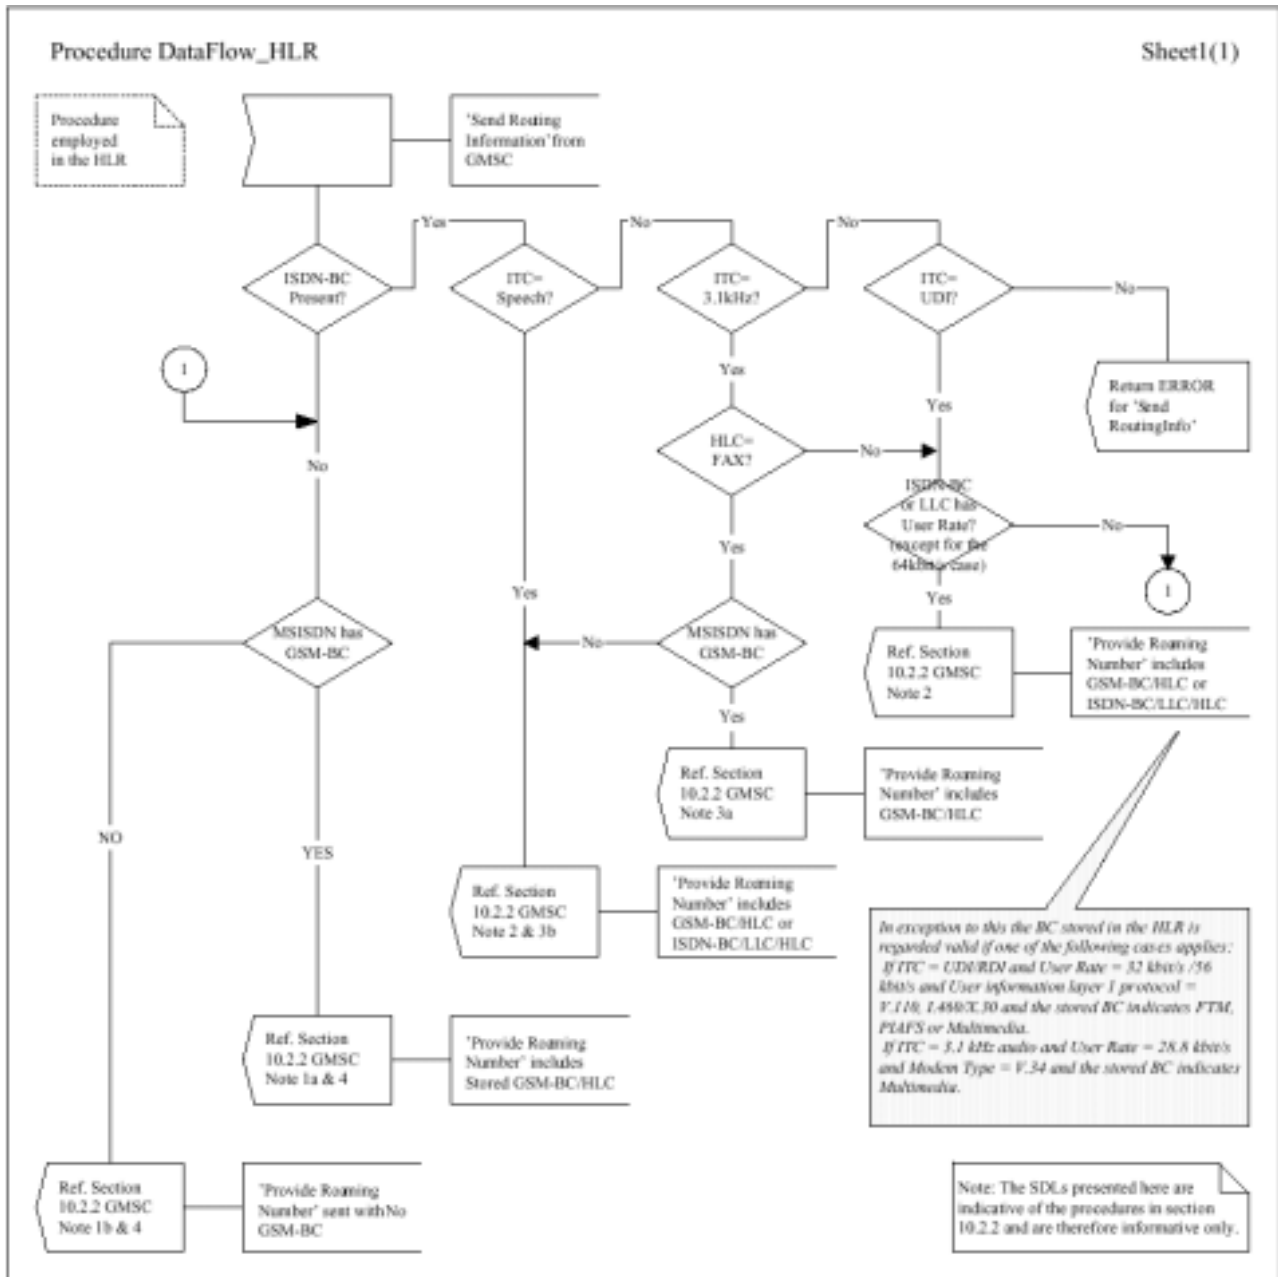 Procedure DataFlow_HLR
Sheet1(1)
Procedure
employed
in the HLR
'Send Routing
Information' from
GMSC
Yes
No
No
ISDN-BC
Present?
ITC=
Speech?
ITC=
3.1kHz?
ITC=
UDI?
No
1
Yes
Return ERROR
for 'Send
RoutingInfo'
Yes
HLC=
FAX?
No
No
ISDN-BC
or LLC has
User Rate?
(except for the
64kbit/s case)
No
Yes
1
Yes
Yes
MSISDN has
GSM-BC
No
MSISDN has
GSM-BC
Ref. Section
10.2.2 GMSC
Note 2
'Provide Roaming
Number' includes
GSM-BC/HLC or
ISDN-BC/LLC/HLC
Yes
Ref. Section
10.2.2 GMSC
Note 3a
'Provide Roaming
Number' includes
GSM-BC/HLC
NO
YES
Ref. Section
10.2.2 GMSC
Note 2 & 3b
'Provide Roaming
Number' includes
GSM-BC/HLC or
ISDN-BC/LLC/HLC
In exception to this the BC stored in the HLR is
regarded valid if one of the following cases applies:
If ITC = UDI/RDI and User Rate = 32 kbit/s /56
kbit/s and User information layer 1 protocol =
V.110, I.460/X.30 and the stored BC indicates FTM,
PIAFS or Multimedia.
If ITC = 3.1 kHz audio and User Rate = 28.8 kbit/s
and Modem Type = V.34 and the stored BC indicates
Multimedia.
Ref. Section
10.2.2 GMSC
Note 1a & 4
'Provide Roaming
Number' includes
Stored GSM-BC/HLC
Ref. Section
10.2.2 GMSC
Note 1b & 4
'Provide Roaming
Number' sent with No
GSM-BC
Note: The SDLs presented here are
indicative of the procedures in section
10.2.2 and are therefore informative only.